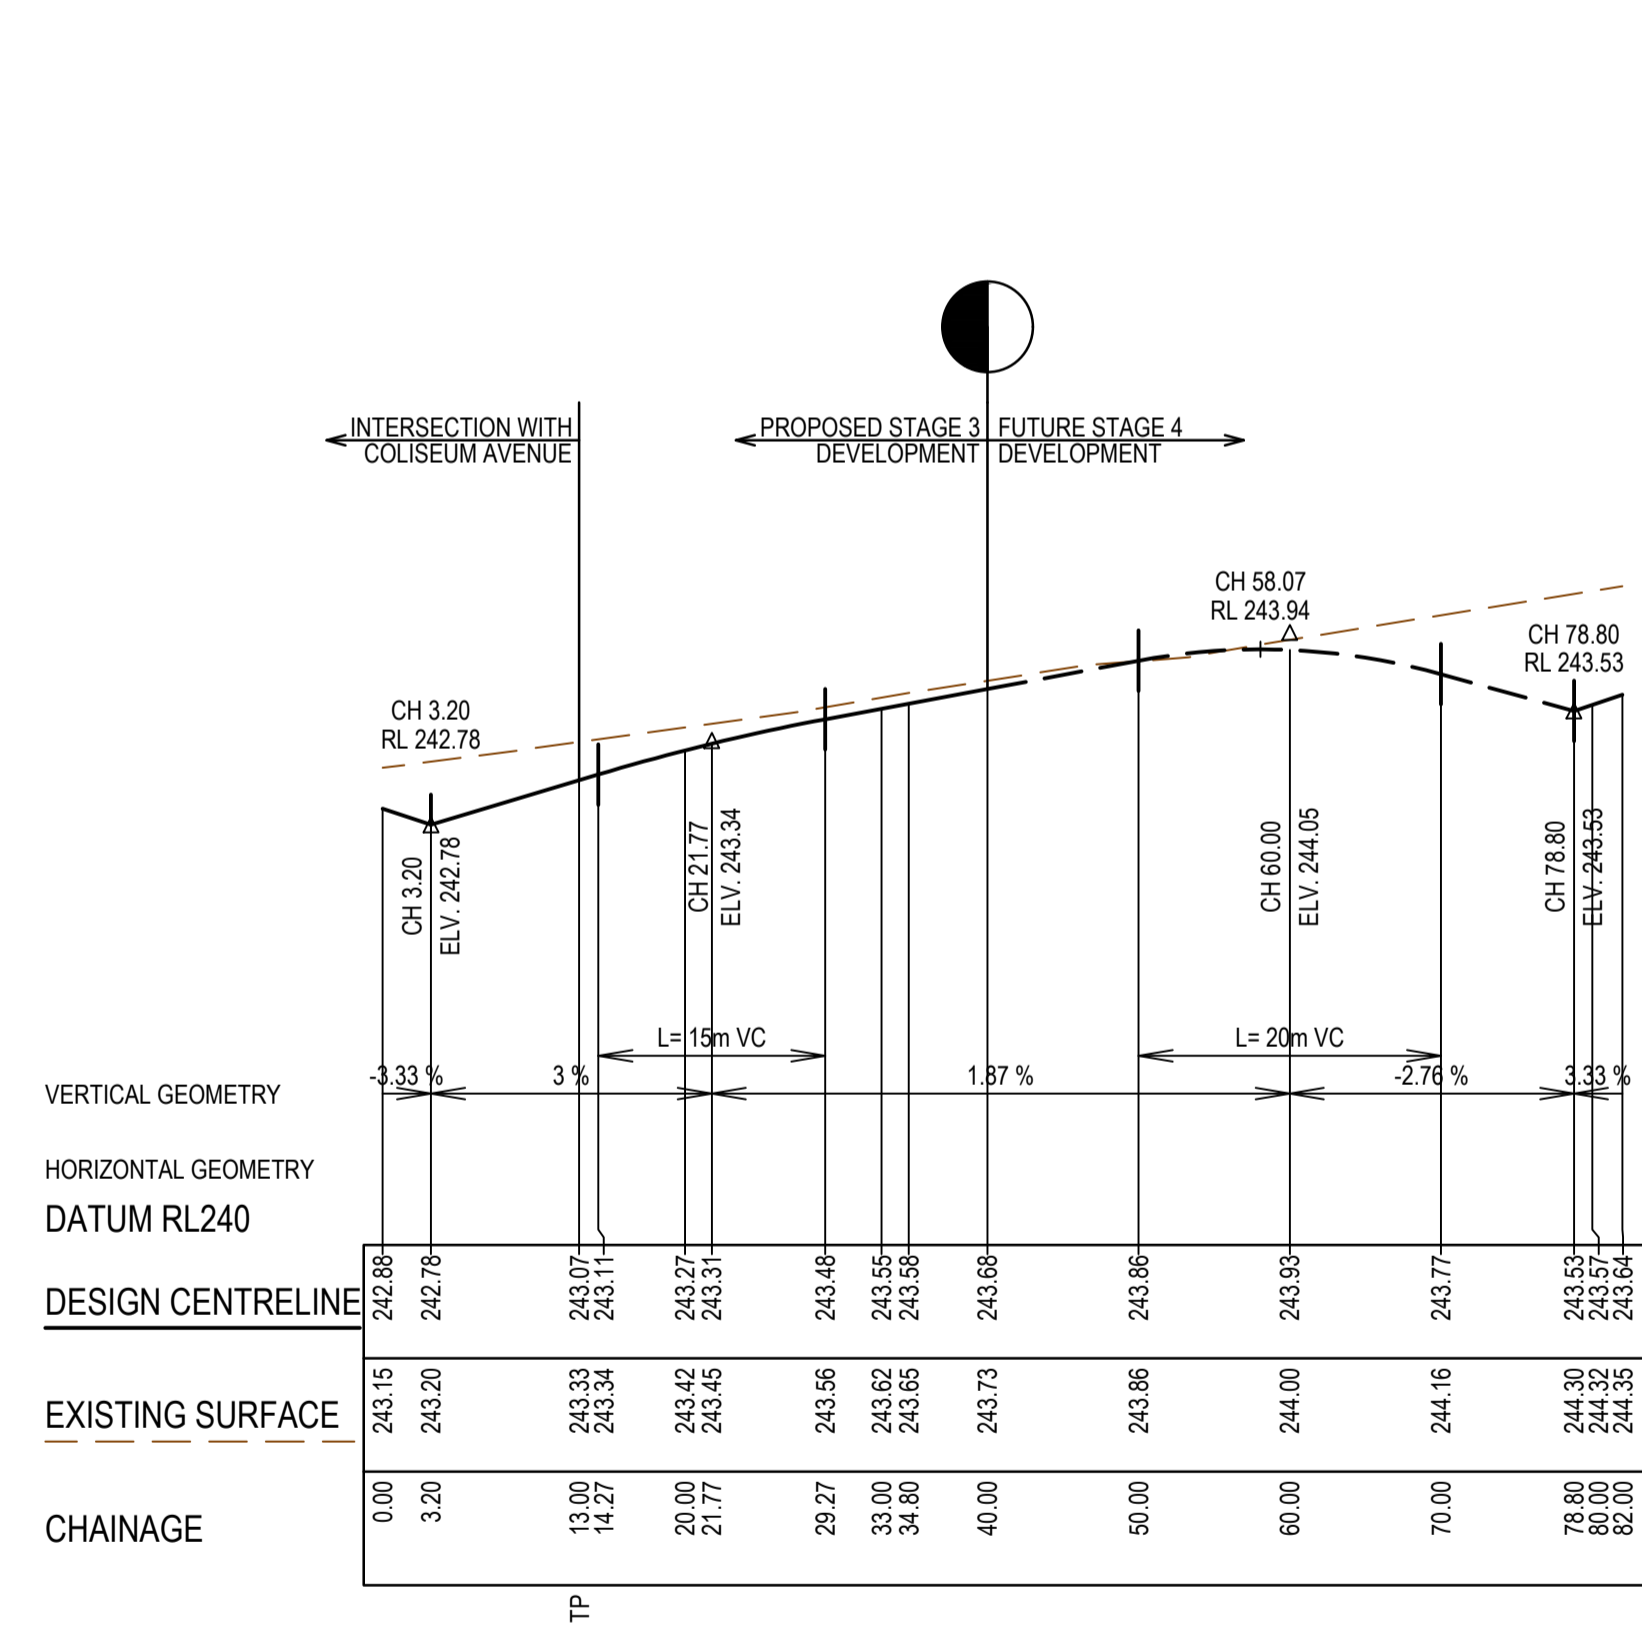 INTERSECTION WITH
COLISEUM AVENUE
PROPOSED STAGE 3
DEVELOPMENT
FUTURE STAGE 4
DEVELOPMENT
CH 58.07
RL 243.94
CH 78.80
RL 243.53
CH 3.20
RL 242.78
CH 3.20
ELV. 242.78
CH 21.77
ELV. 243.34
CH 60.00
ELV. 244.05
CH 78.80
ELV. 243.53
L= 15m VC
L= 20m VC
VERTICAL GEOMETRY
-3.33 %
3 %
1.87 %
-2.76 %
3.33 %
HORIZONTAL GEOMETRY
DATUM RL240
DESIGN CENTRELINE
242.88
242.78
243.07
243.11
243.27
243.31
243.48
243.55
243.58
243.68
243.86
243.93
243.77
243.53
243.57
243.64
EXISTING SURFACE
243.15
243.20
243.33
243.34
243.42
243.45
243.56
243.62
243.65
243.73
243.86
244.00
244.16
244.30
244.32
244.35
CHAINAGE
0.00
3.20
13.00
14.27
20.00
21.77
29.27
33.00
34.80
40.00
50.00
60.00
70.00
78.80
80.00
82.00
TP